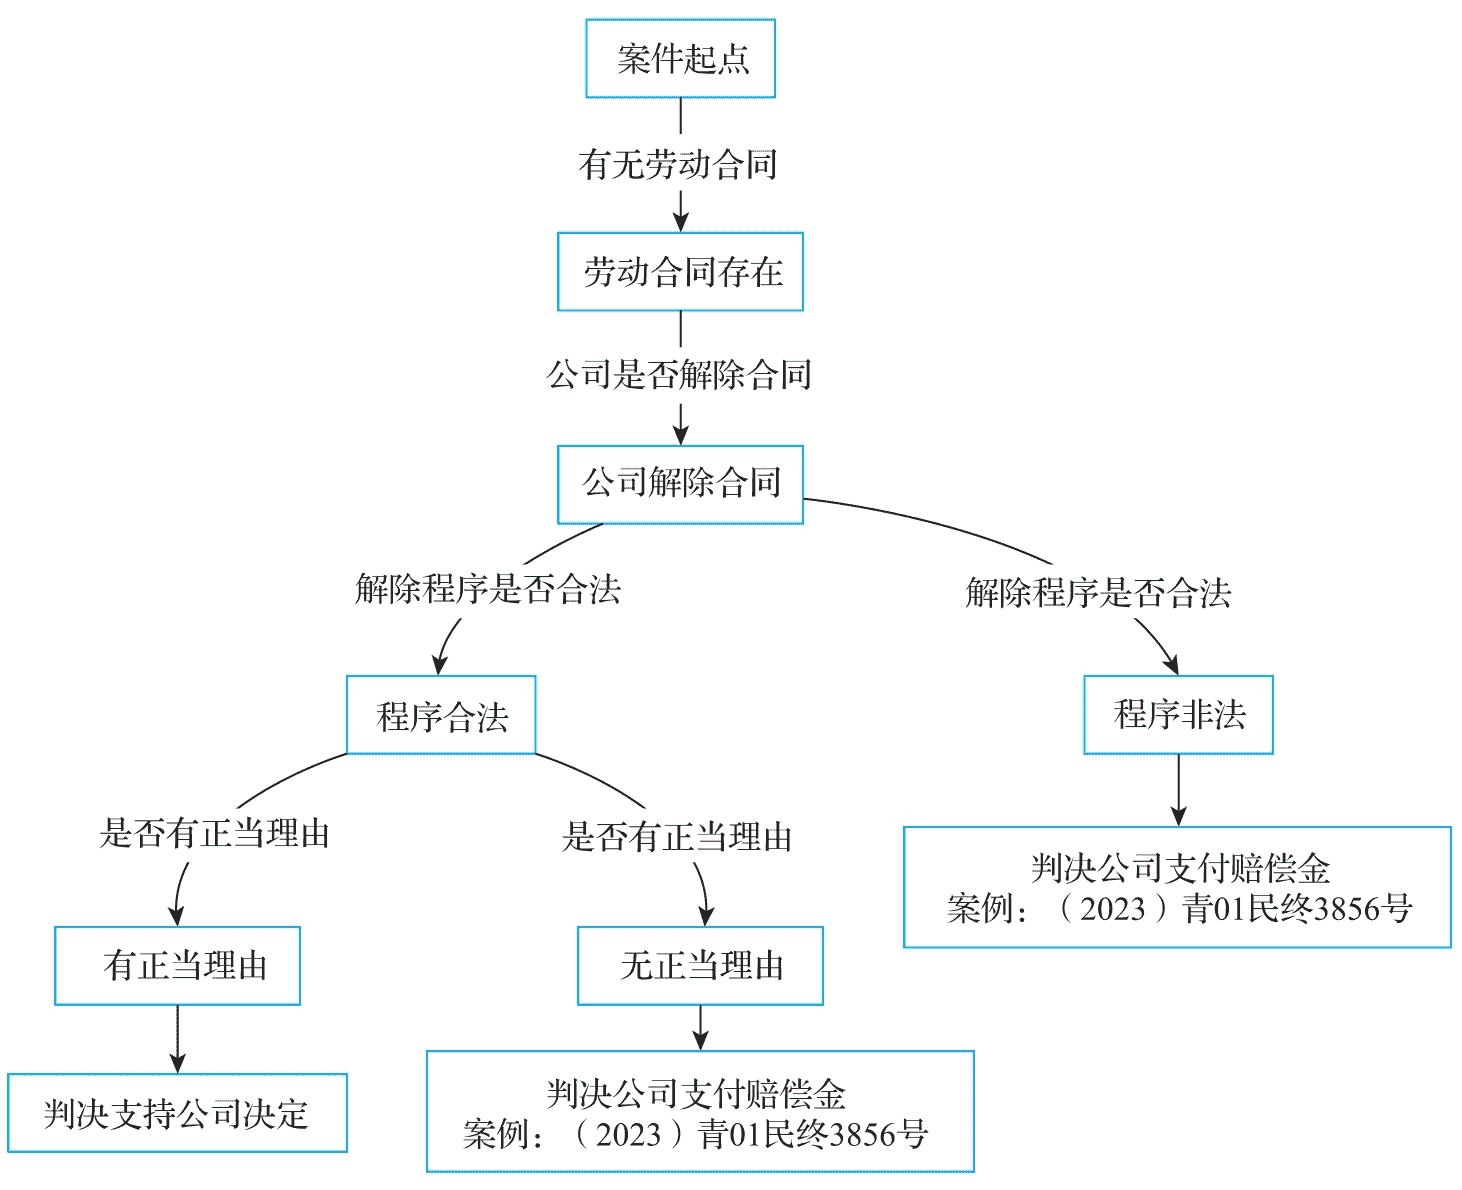 案件起点
有无劳动合同
劳动合同存在
公司是否解除合同
公司解除合同
解除程序是否合法
解除程序是否合法
程序合法
程序非法
是否有正当理由
是否有正当理由
判决公司支付赔偿金
案例：（2023）青01民终3856号
有正当理由
无正当理由
判决支持公司决定
判决公司支付赔偿金
案例：（2023）青01民终3856号